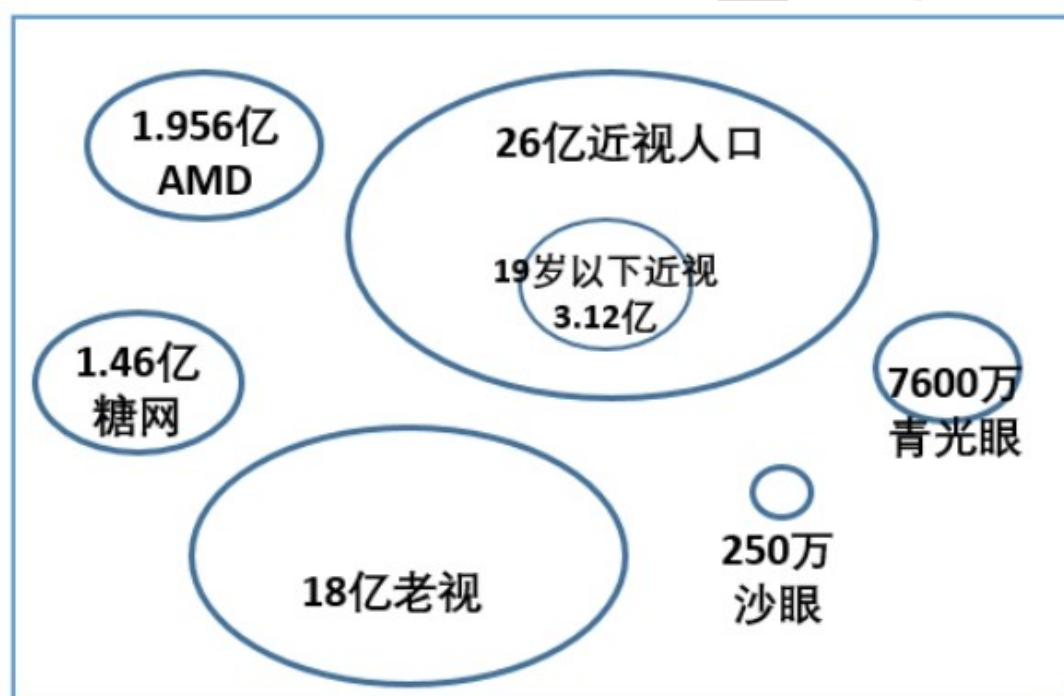 1.956亿
AMD
26亿近视人口
19岁以下近视
3.12亿
1.46亿
糖网
7600万
青光眼
18亿老视
250万
沙眼